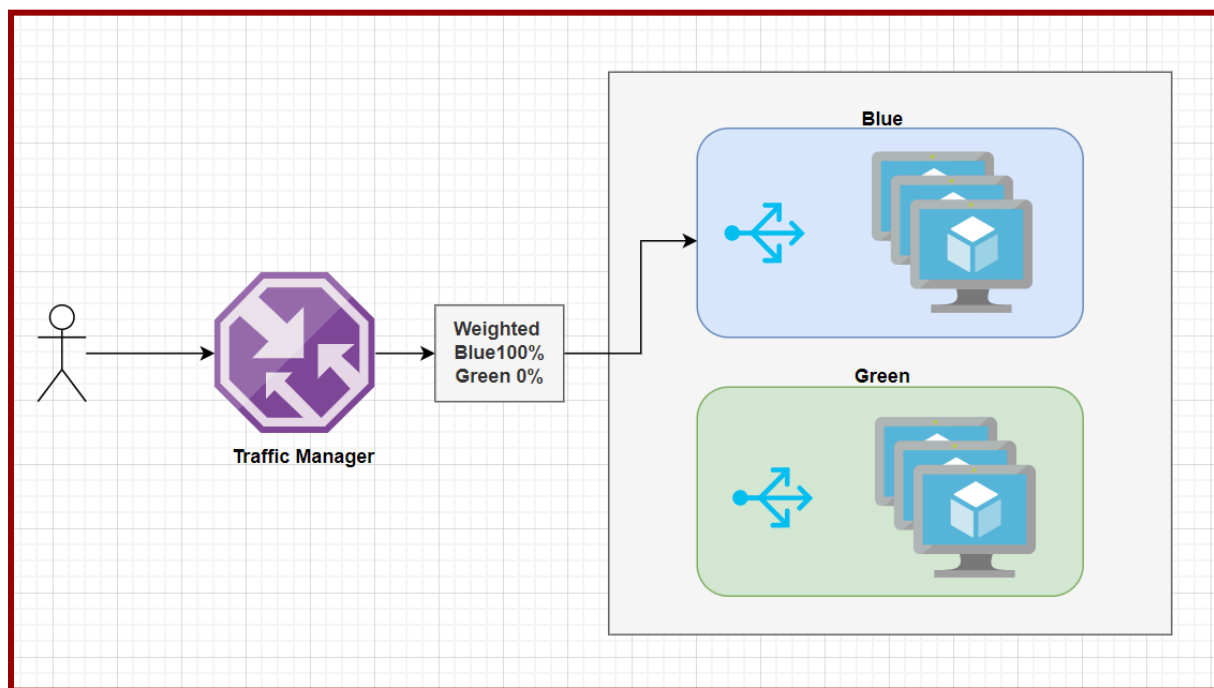 Traffic Manager
Weighted
Blue100%
Green 0%
Blue
Green